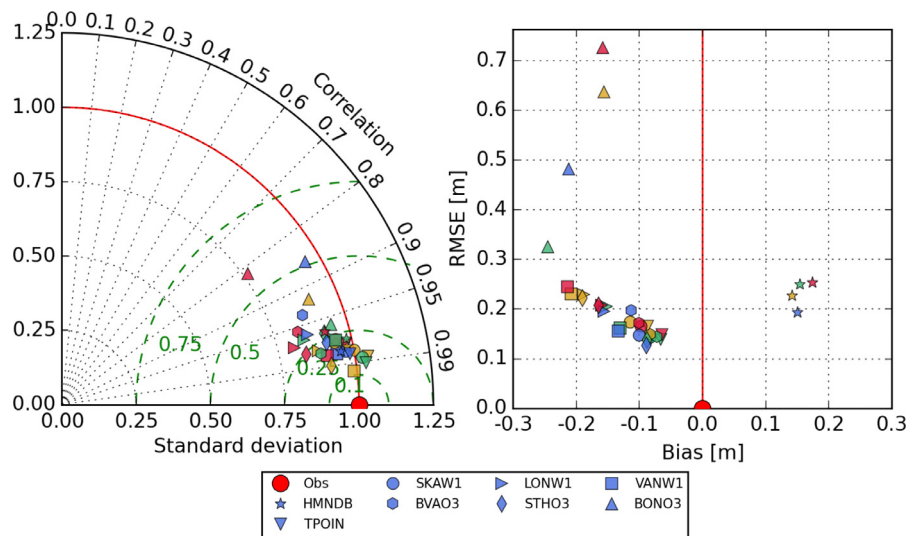 0.0 0.1 0.2 0.3 0.4 0.5 0.6 0.7 0.8 0.9 0.95 0.99
Correlation
1.25
1.00
0.75
0.50
0.25
0.00
0.75
0.5
0.25
0.1
0.00 0.25 0.50 0.75 1.00 1.25
Standard deviation
RMSE [m]
0.7
0.6
0.5
0.4
0.3
0.2
0.1
0.0
-0.3 -0.2 -0.1 0.0 0.1 0.2 0.3
Bias [m]
Obs SKAW1 LONW1 VANW1
HMNDB BVAO3 STHO3 BONO3
TPOIN